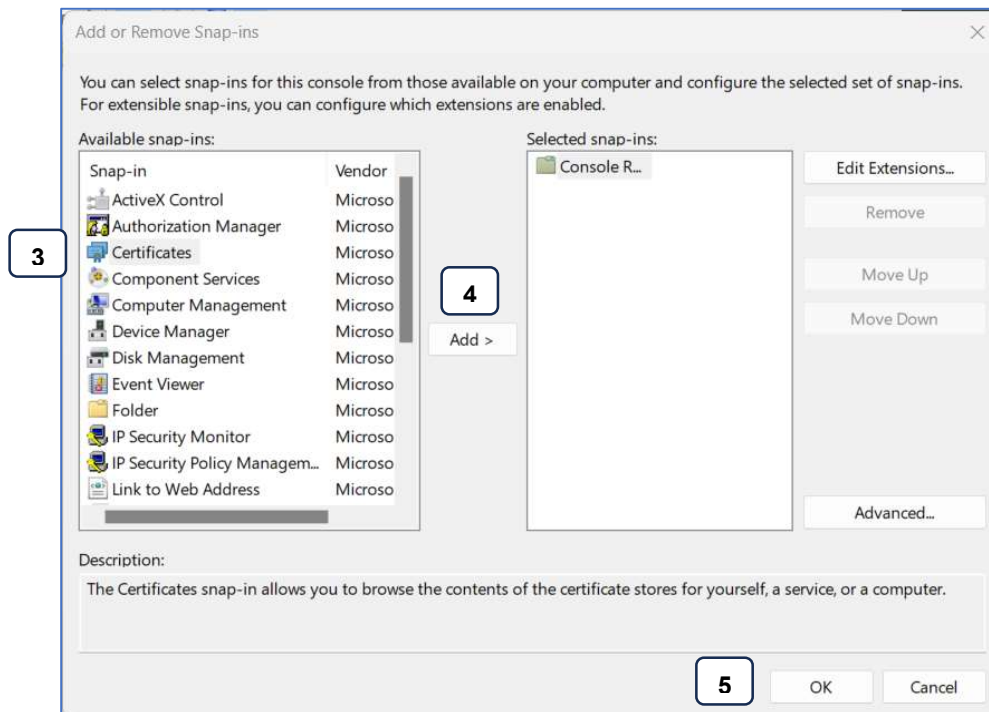 Add or Remove Snap-ins
You can select snap-ins for this console from those available on your computer and configure the selected set of snap-ins.
For extensible snap-ins, you can configure which extensions are enabled.
Available snap-ins:
Snap-in Vendor
ActiveX Control Microso
Authorization Manager Microso
3
Certificates Microso
Component Services Microso
Computer Management Microso
Device Manager Microso
Disk Management Microso
Event Viewer Microso
Folder Microso
IP Security Monitor Microso
IP Security Policy Managem... Microso
Link to Web Address Microso
4
Add >
Selected snap-ins:
Console R...
Edit Extensions...
Remove
Move Up
Move Down
Advanced...
Description:
The Certificates snap-in allows you to browse the contents of the certificate stores for yourself, a service, or a computer.
5
OK
Cancel